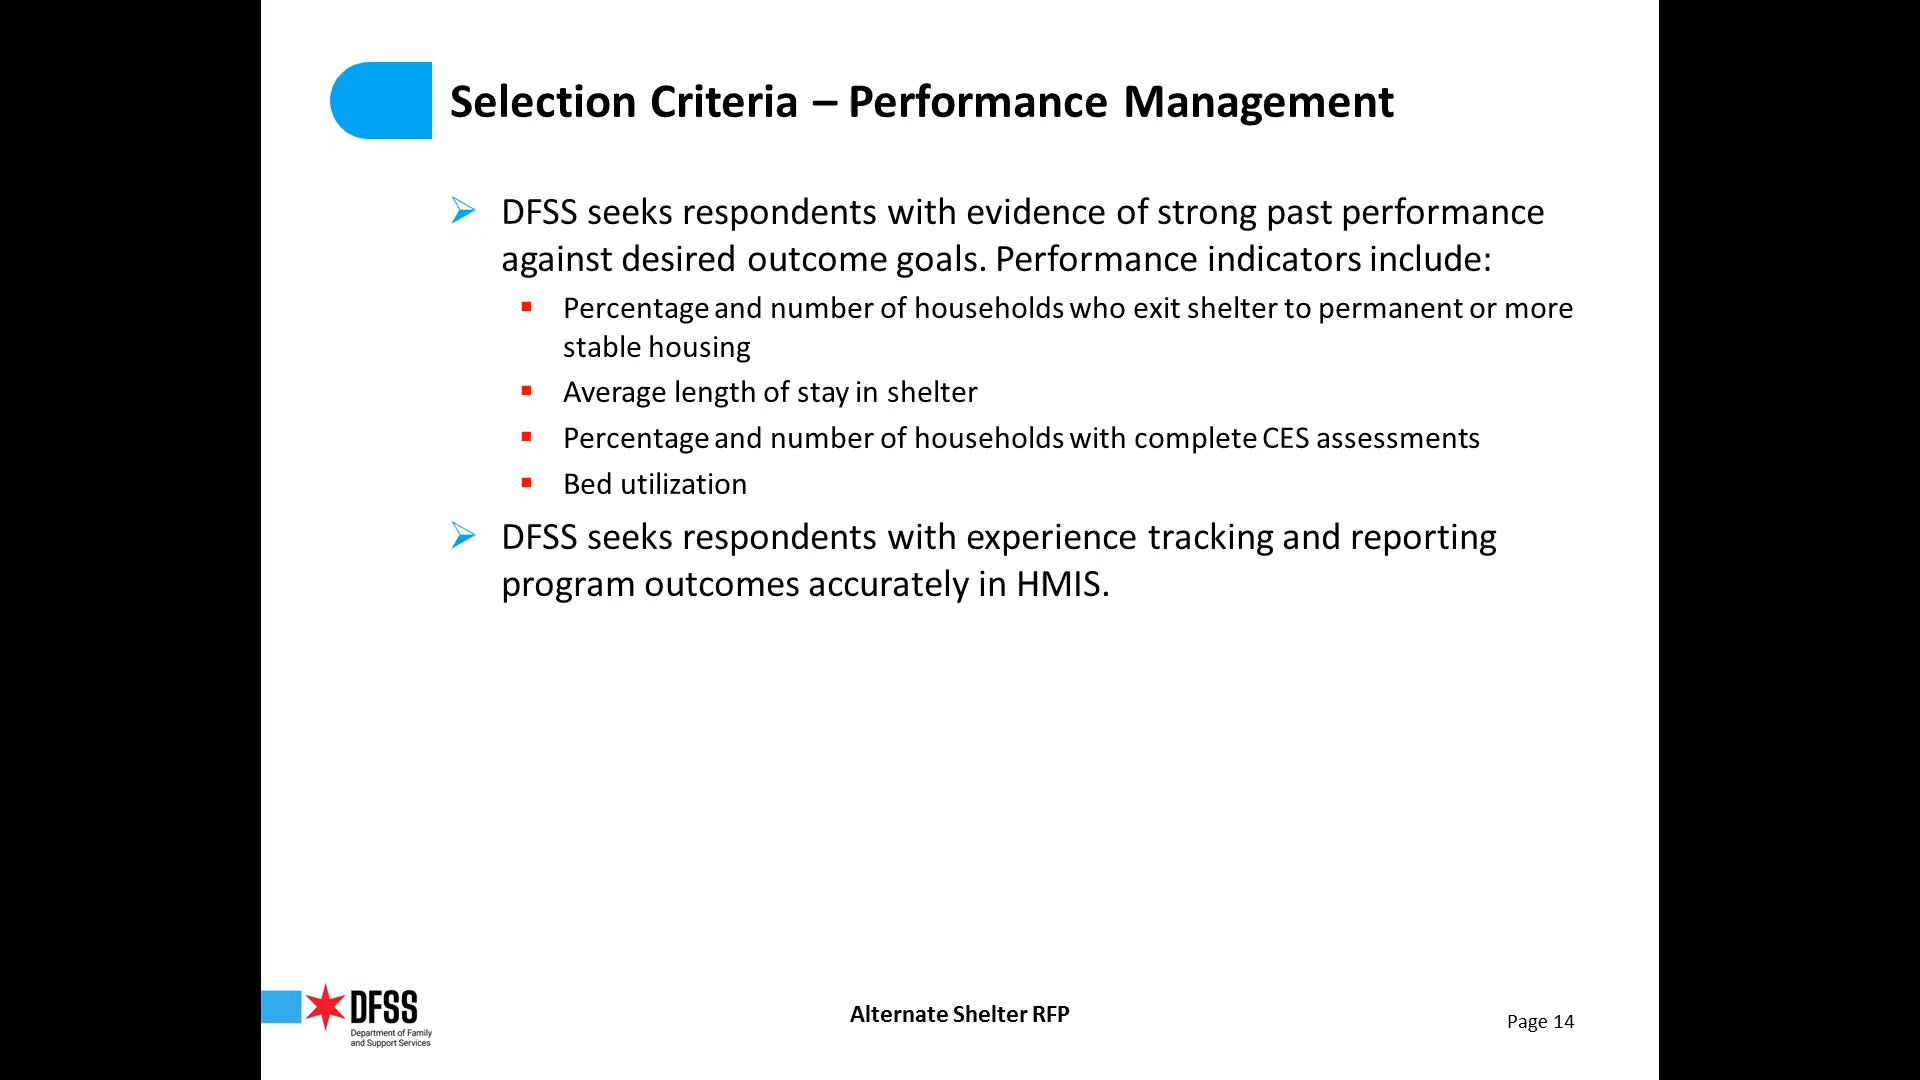 Selection Criteria – Performance Management
➢ DFSS seeks respondents with evidence of strong past performance
against desired outcome goals. Performance indicators include:
▪ Percentage and number of households who exit shelter to permanent or more
stable housing
▪ Average length of stay in shelter
▪ Percentage and number of households with complete CES assessments
▪ Bed utilization
➢ DFSS seeks respondents with experience tracking and reporting
program outcomes accurately in HMIS.
DFSS
Department of Family
and Support Services
Alternate Shelter RFP
Page 14